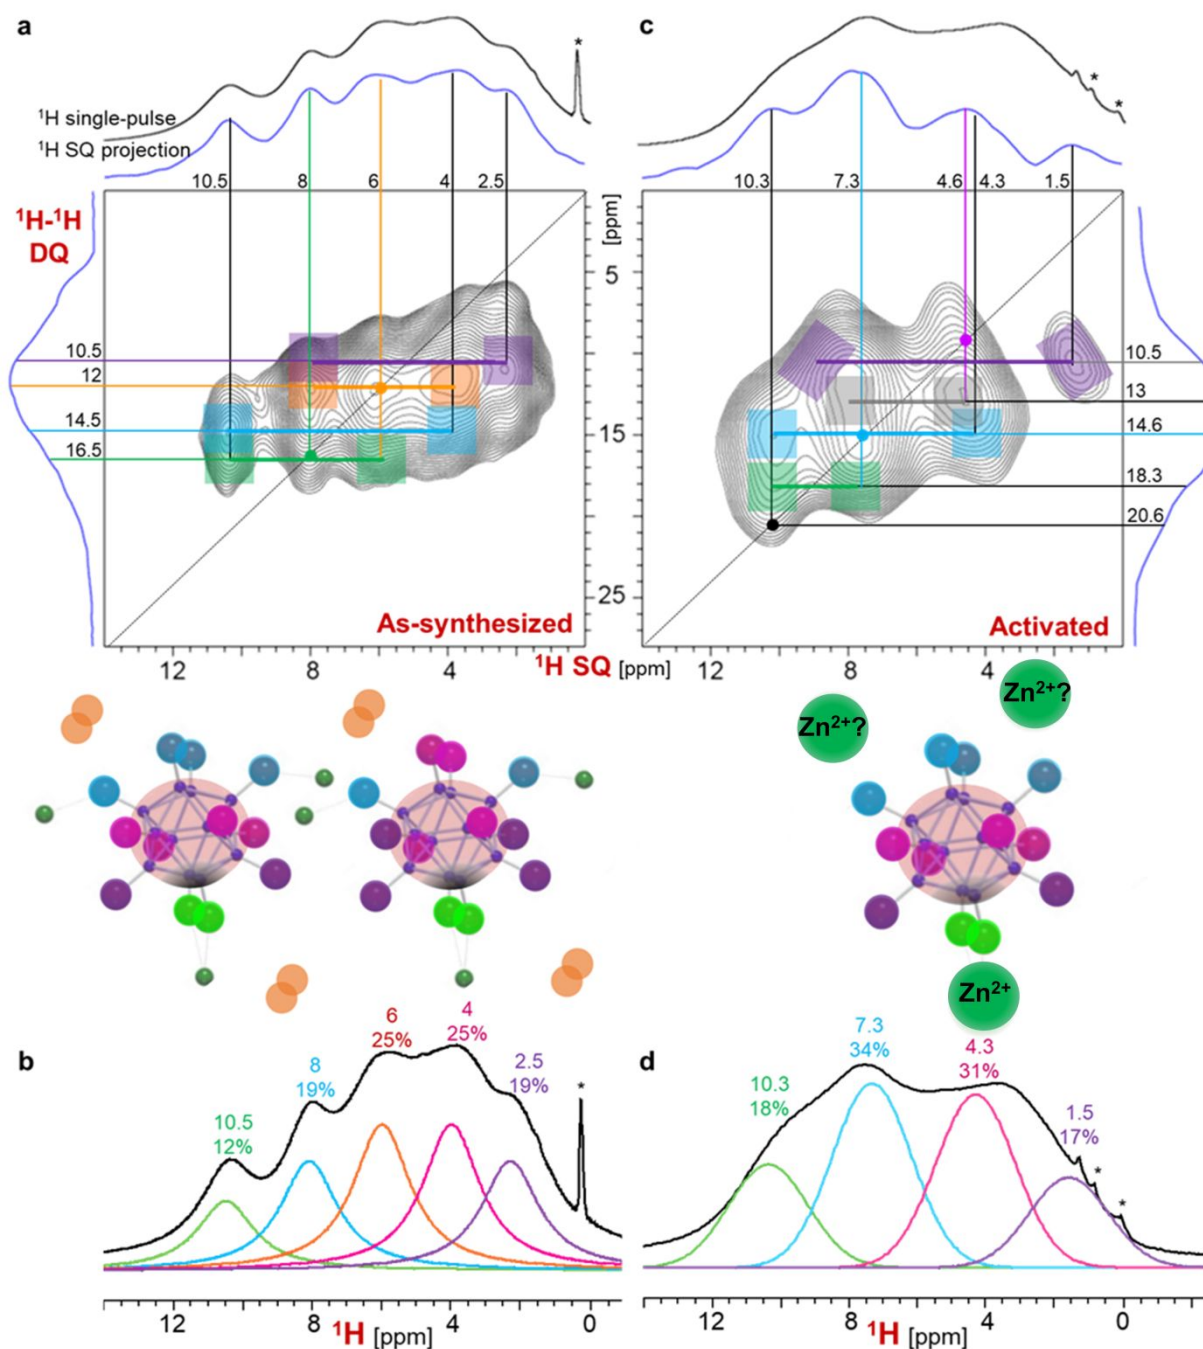 a
*
¹H single-pulse
¹H SQ projection
10.5 8 6 4 2.5
¹H-¹H
DQ
[ppm]
5
15
25
10.5
12
14.5
16.5
As-synthesized
12 8 4
¹H SQ [ppm]
c
*
*
10.3 7.3 4.6 4.3 1.5
10.5
13
14.6
18.3
20.6
Activated
12 8 4
Zn²⁺?
Zn²⁺?
Zn²⁺
b
10.5
12%
8
19%
6
25%
4
25%
2.5
19%
*
12 8 4 0
¹H [ppm]
d
10.3
18%
7.3
34%
4.3
31%
1.5
17%
*
*
12 8 4 0
¹H [ppm]